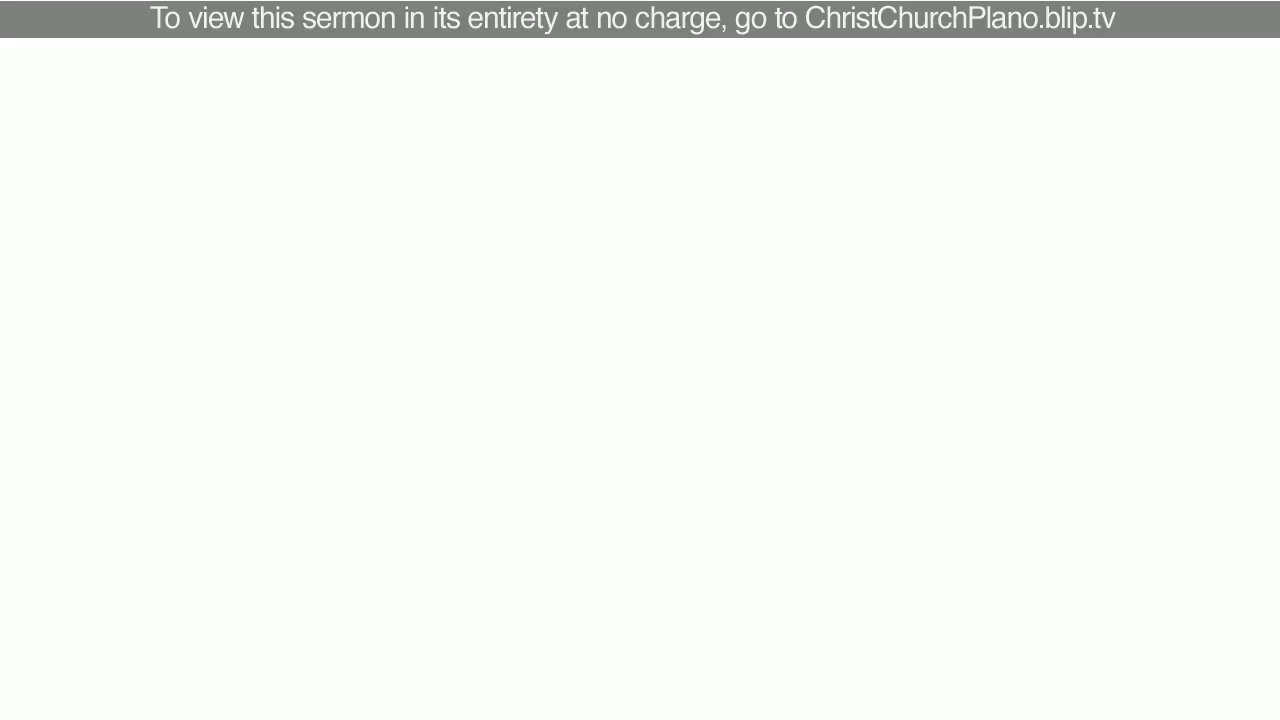 To view this sermon in its entirety at no charge, go to ChristChurchPlano.blip.tv